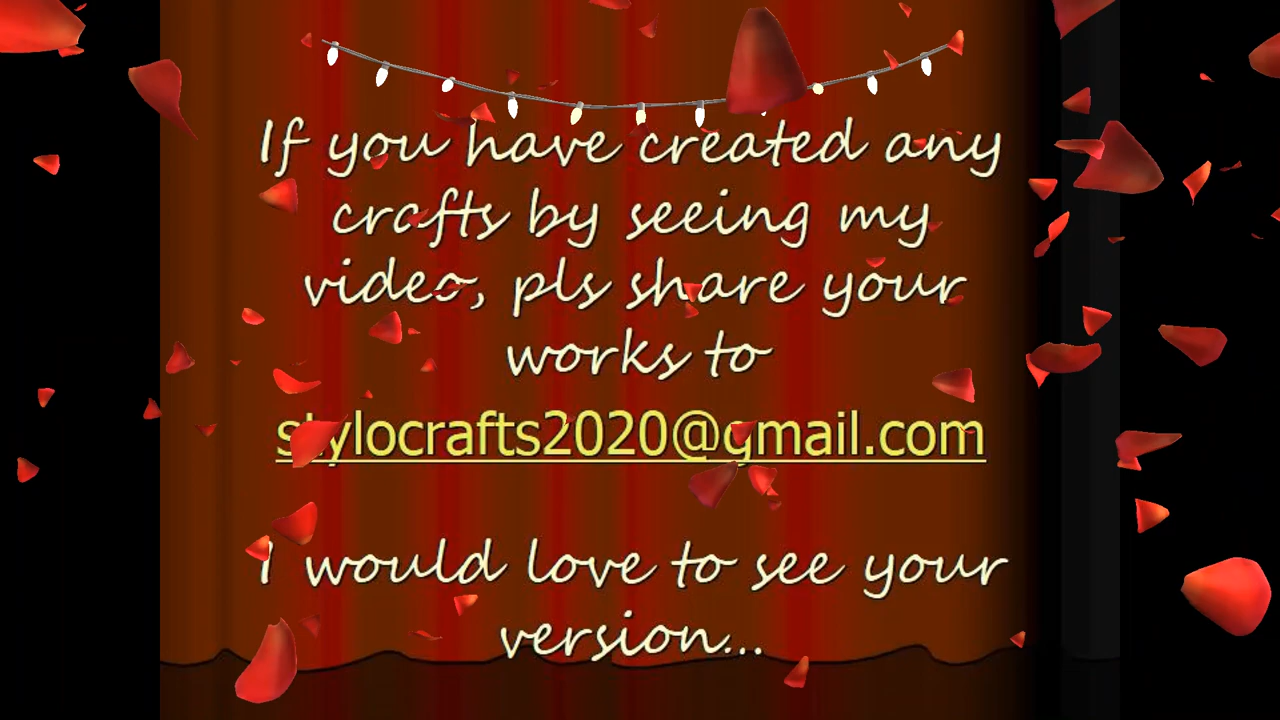 If you have created any
crafts by seeing my
video, pls share your
works to
stylocrafts2020@gmail.com
I would love to see your
version...